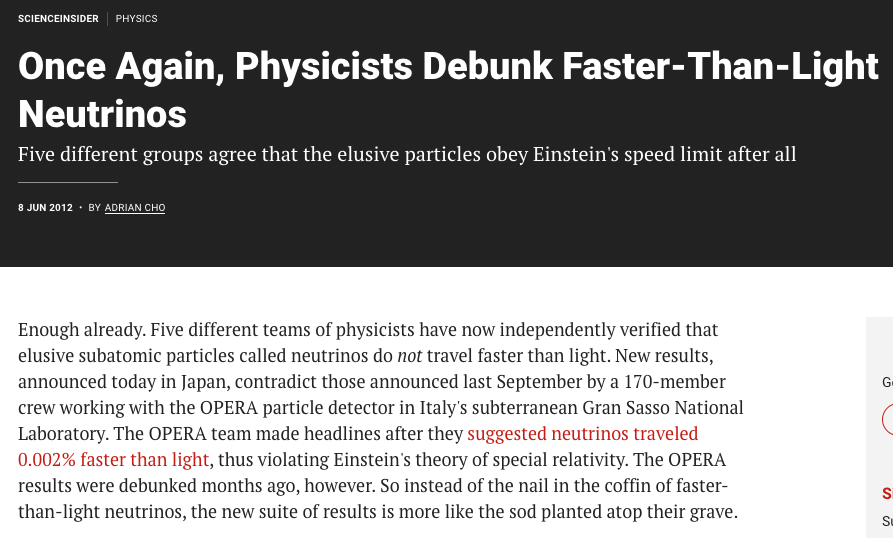 SCIENCEINSIDER PHYSICS
Once Again, Physicists Debunk Faster-Than-Light
Neutrinos
Five different groups agree that the elusive particles obey Einstein's speed limit after all
8 JUN 2012 • BY ADRIAN CHO
Enough already. Five different teams of physicists have now independently verified that
elusive subatomic particles called neutrinos do not travel faster than light. New results,
announced today in Japan, contradict those announced last September by a 170-member
crew working with the OPERA particle detector in Italy's subterranean Gran Sasso National
Laboratory. The OPERA team made headlines after they suggested neutrinos traveled
0.002% faster than light, thus violating Einstein's theory of special relativity. The OPERA
results were debunked months ago, however. So instead of the nail in the coffin of faster-
than-light neutrinos, the new suite of results is more like the sod planted atop their grave.